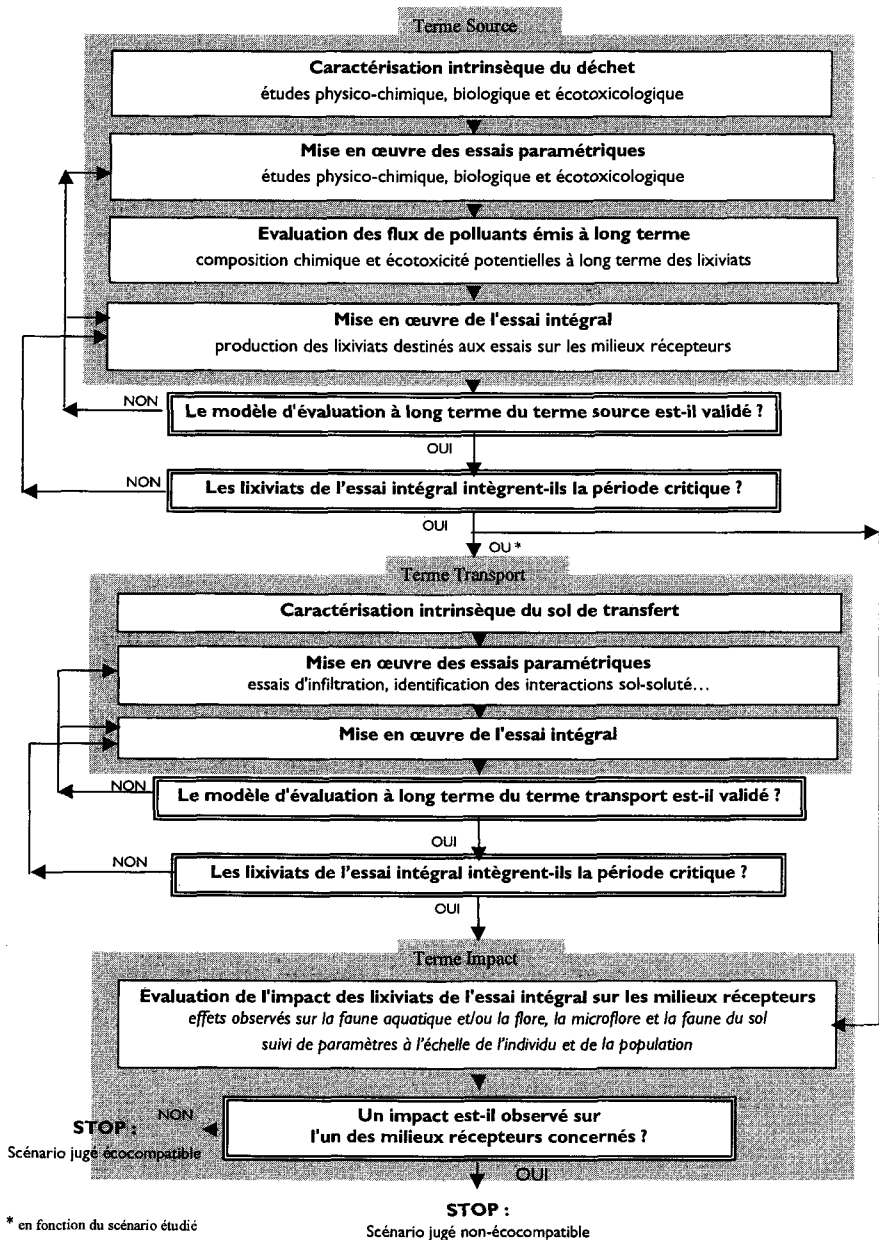 Terme Source
Caractérisation intrinsèque du déchet
études physico-chimique, biologique et écotoxicologique
Mise en œuvre des essais paramétriques
études physico-chimique, biologique et écotoxicologique
Evaluation des flux de polluants émis à long terme
composition chimique et écotoxicité potentielles à long terme des lixiviats
Mise en œuvre de l'essai intégral
production des lixiviats destinés aux essais sur les milieux récepteurs
NON
Le modèle d'évaluation à long terme du terme source est-il validé ?
OUI
NON
Les lixiviats de l'essai intégral intègrent-ils la période critique ?
OUI
OU *
Terme Transport
Caractérisation intrinsèque du sol de transfert
Mise en œuvre des essais paramétriques
essais d'infiltration, identification des interactions sol-soluté...
Mise en œuvre de l'essai intégral
NON
Le modèle d'évaluation à long terme du terme transport est-il validé ?
OUI
NON
Les lixiviats de l'essai intégral intègrent-ils la période critique ?
OUI
Terme Impact
Évaluation de l'impact des lixiviats de l'essai intégral sur les milieux récepteurs
effets observés sur la faune aquatique et/ou la flore, la microflore et la faune du sol
suivi de paramètres à l'échelle de l'individu et de la population
NON
Un impact est-il observé sur
l'un des milieux récepteurs concernés ?
STOP :
Scénario jugé écocompatible
OUI
STOP :
Scénario jugé non-écocompatible
* en fonction du scénario étudié